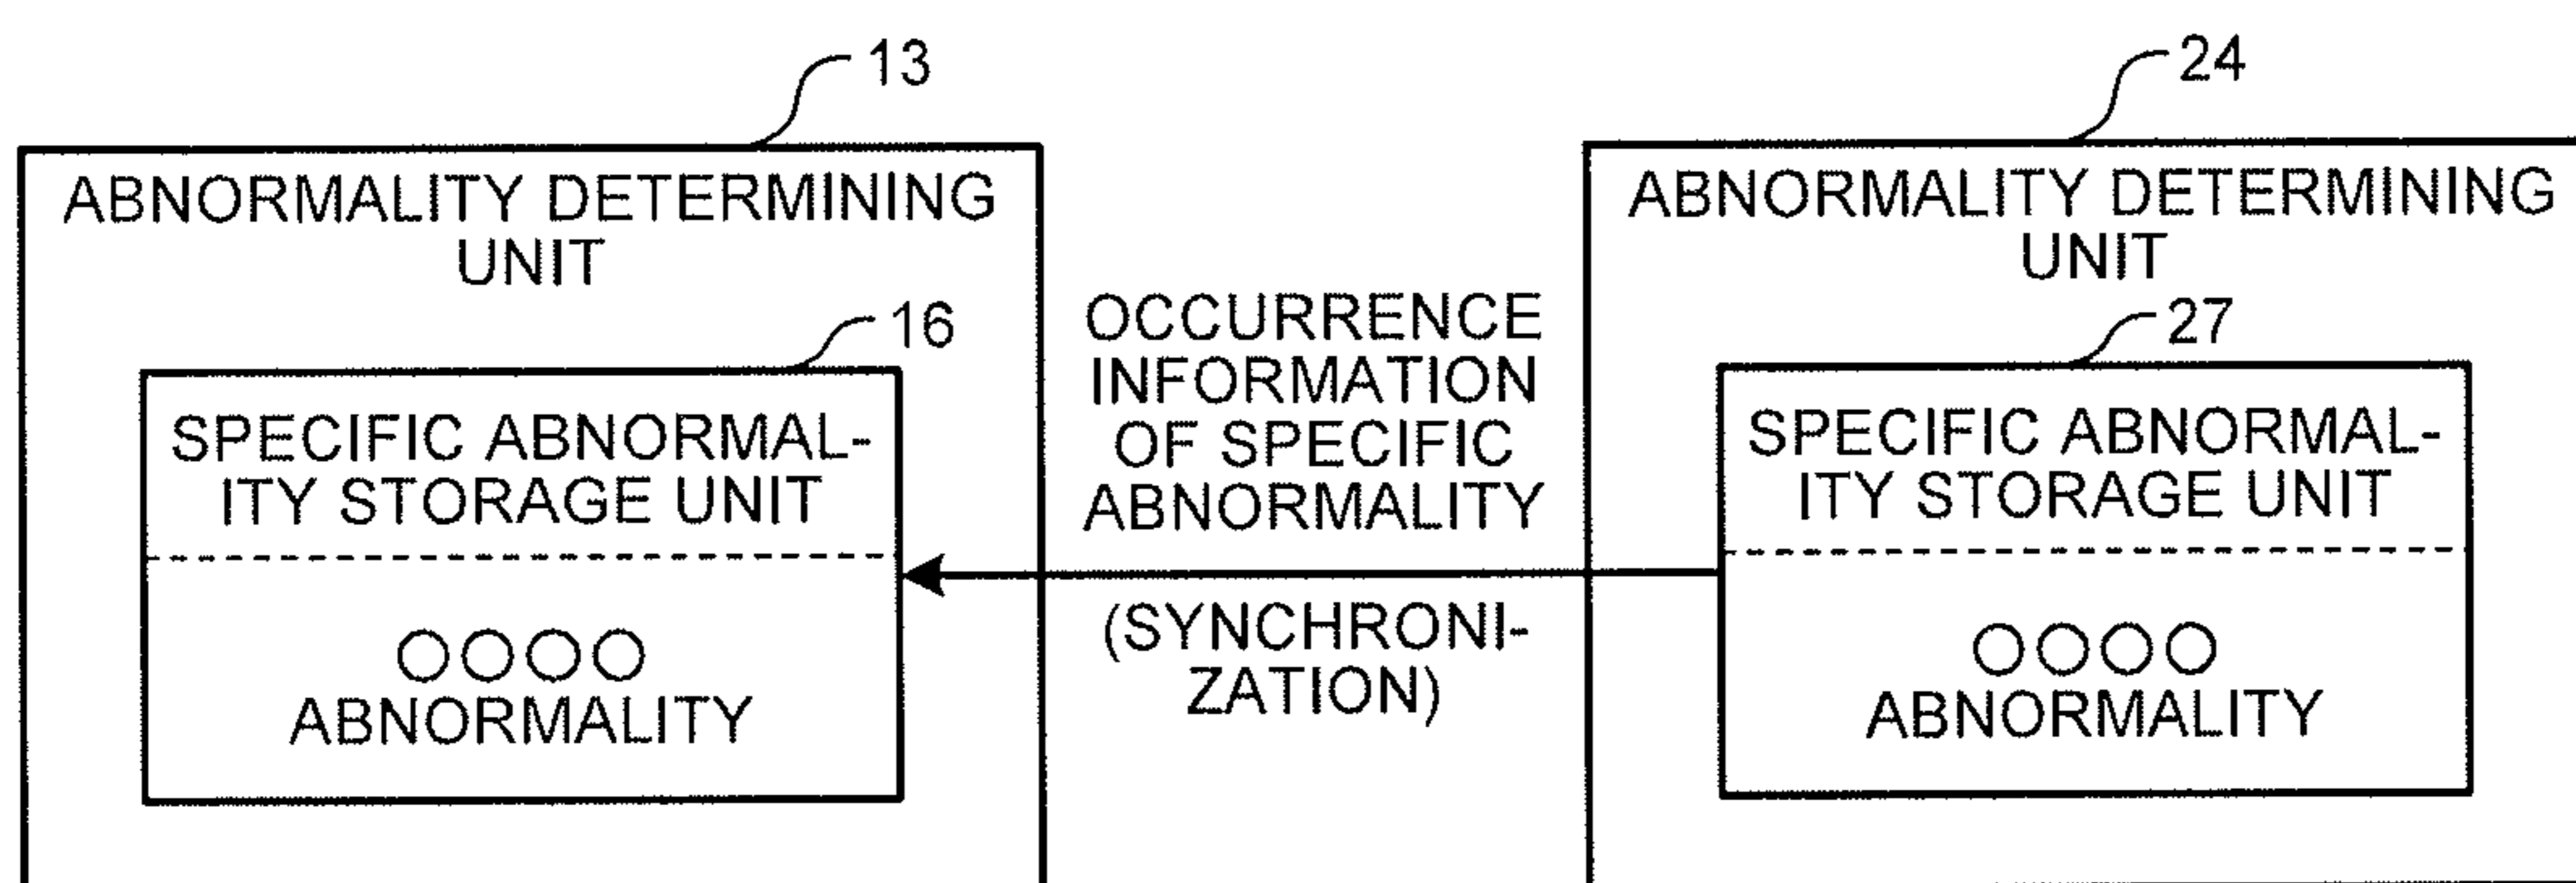 13
ABNORMALITY DETERMINING
UNIT
16
SPECIFIC ABNORMAL-
ITY STORAGE UNIT
○○○○
ABNORMALITY
OCCURRENCE
INFORMATION
OF SPECIFIC
ABNORMALITY
(SYNCHRONI-
ZATION)
24
ABNORMALITY DETERMINING
UNIT
27
SPECIFIC ABNORMAL-
ITY STORAGE UNIT
○○○○
ABNORMALITY